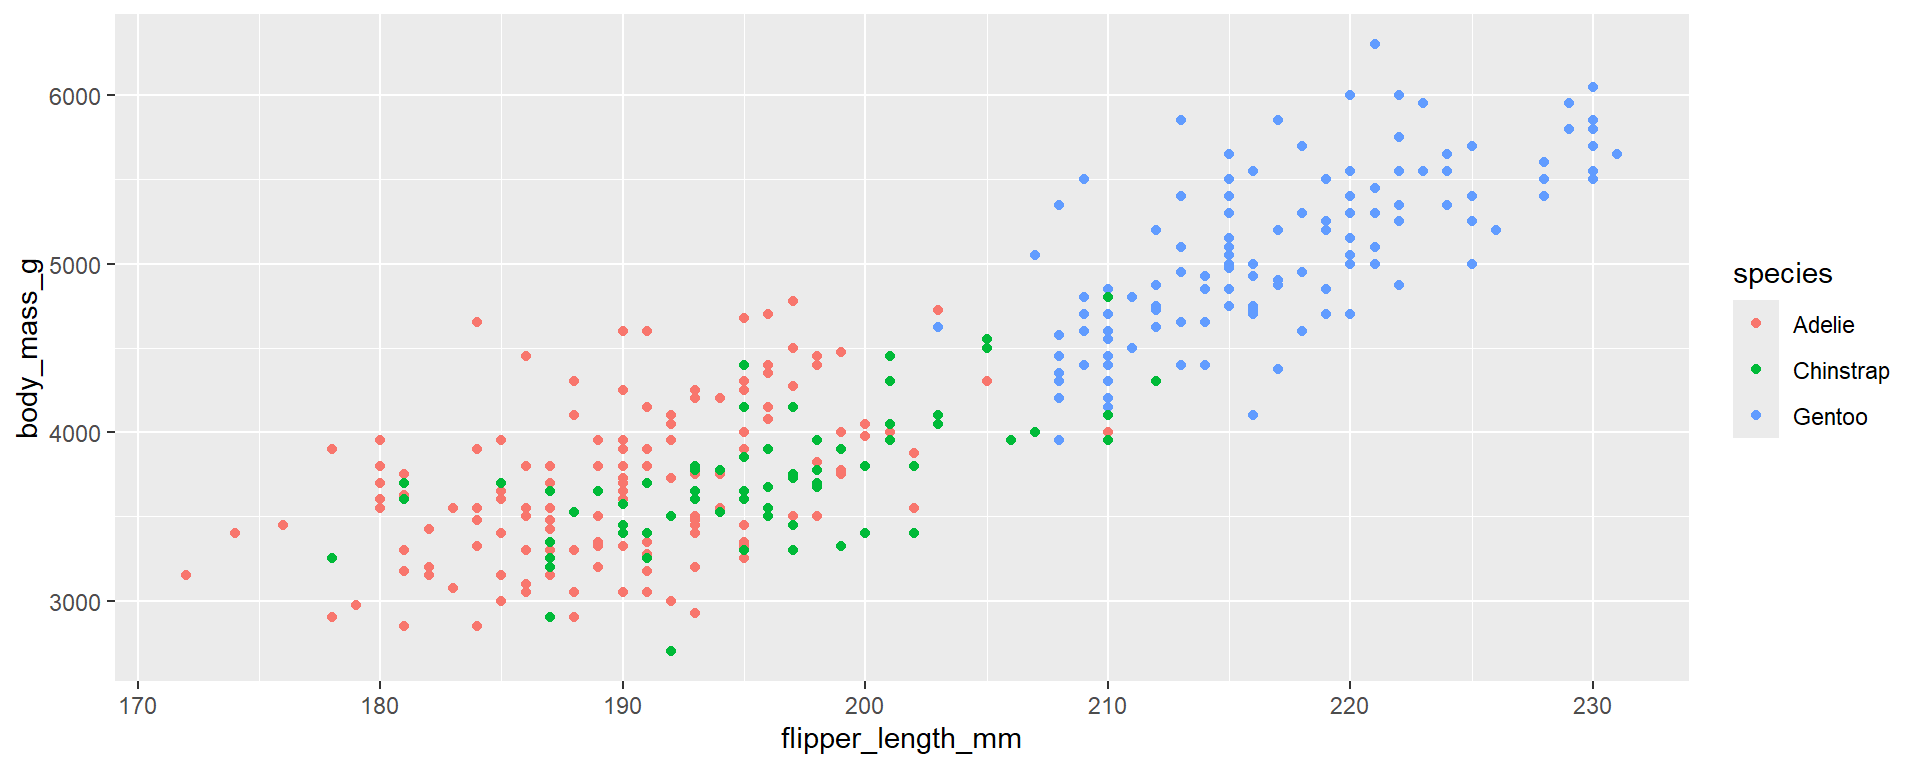 body_mass_g
6000
5000
4000
3000
170 180 190 200 210 220 230
flipper_length_mm
species
Adelie
Chinstrap
Gentoo